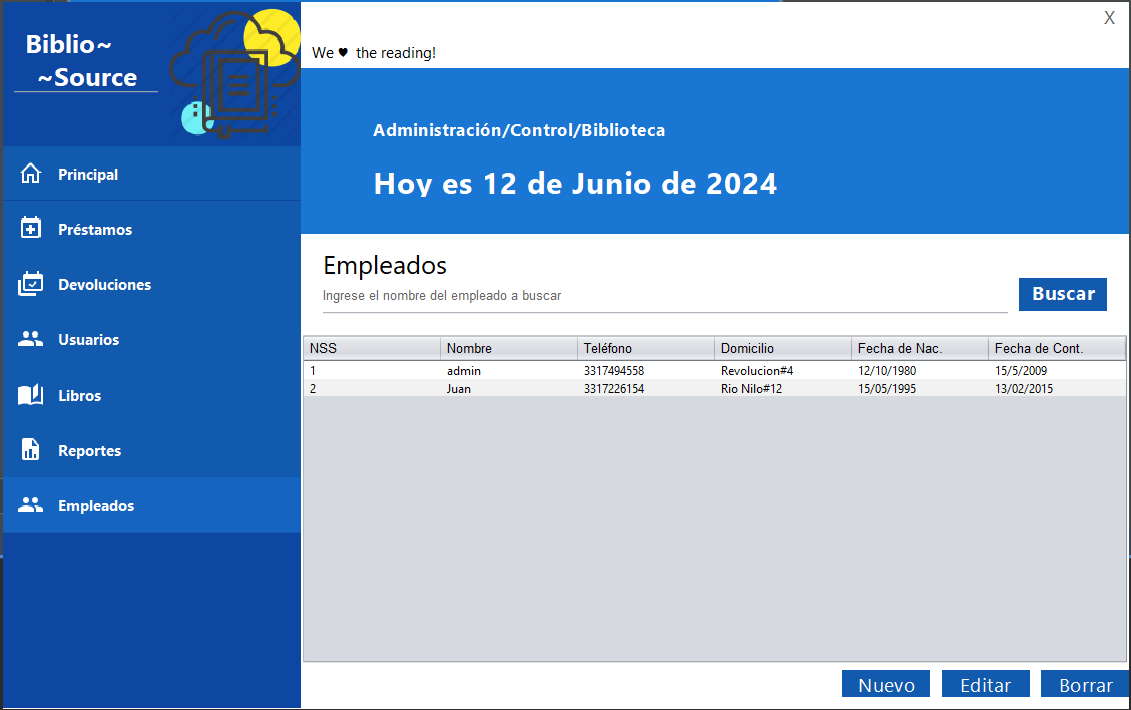 Biblio~
~Source
Principal
Préstamos
Devoluciones
Usuarios
Libros
Reportes
Empleados
X
We ♥ the reading!
Administración/Control/Biblioteca
Hoy es 12 de Junio de 2024
Empleados
Ingrese el nombre del empleado a buscar
Buscar
NSS Nombre Teléfono Domicilio Fecha de Nac. Fecha de Cont.
1 admin 3317494558 Revolucion#4 12/10/1980 15/5/2009
2 Juan 3317226154 Rio Nilo#12 15/05/1995 13/02/2015
Nuevo Editar Borrar